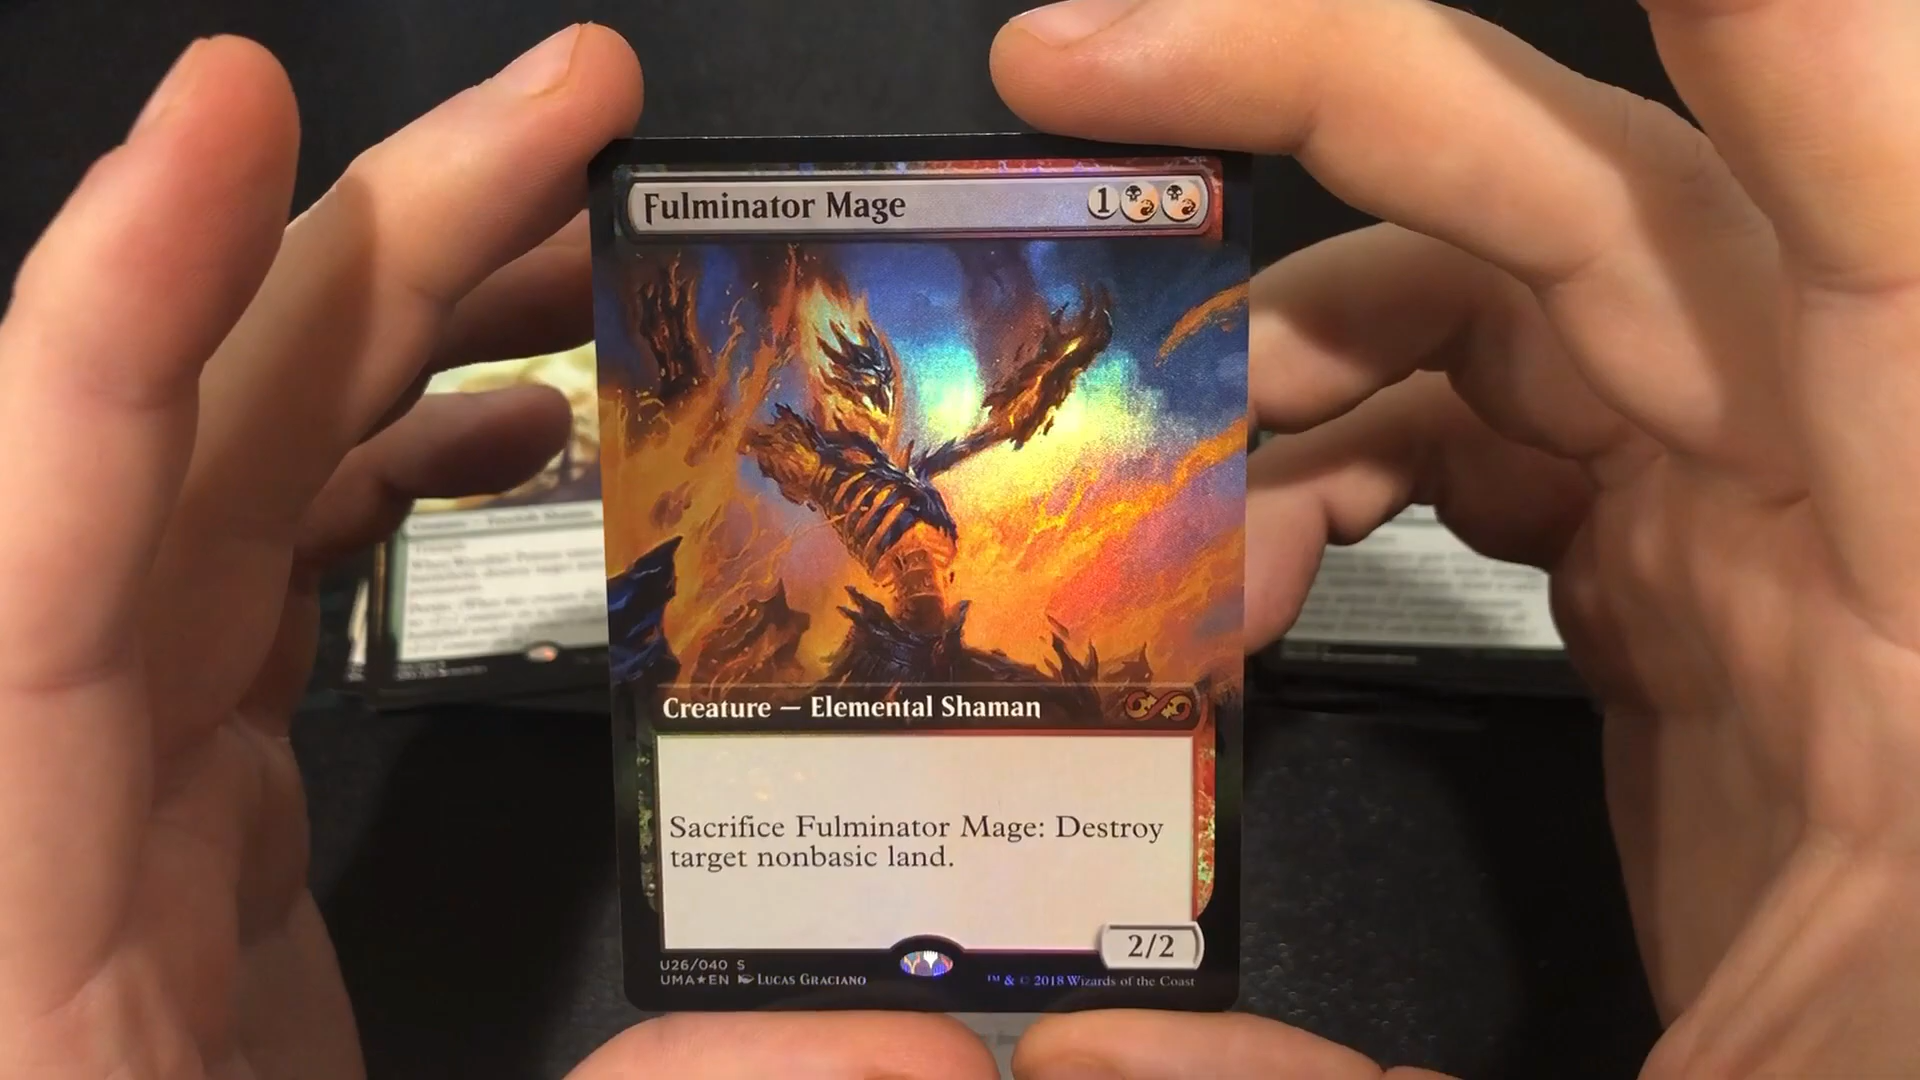 Fulminator Mage 1
Creature — Elemental Shaman
Sacrifice Fulminator Mage: Destroy
target nonbasic land.
2/2
U26/040 S
UMA★EN Lucas Graciano
™ & © 2018 Wizards of the Coast